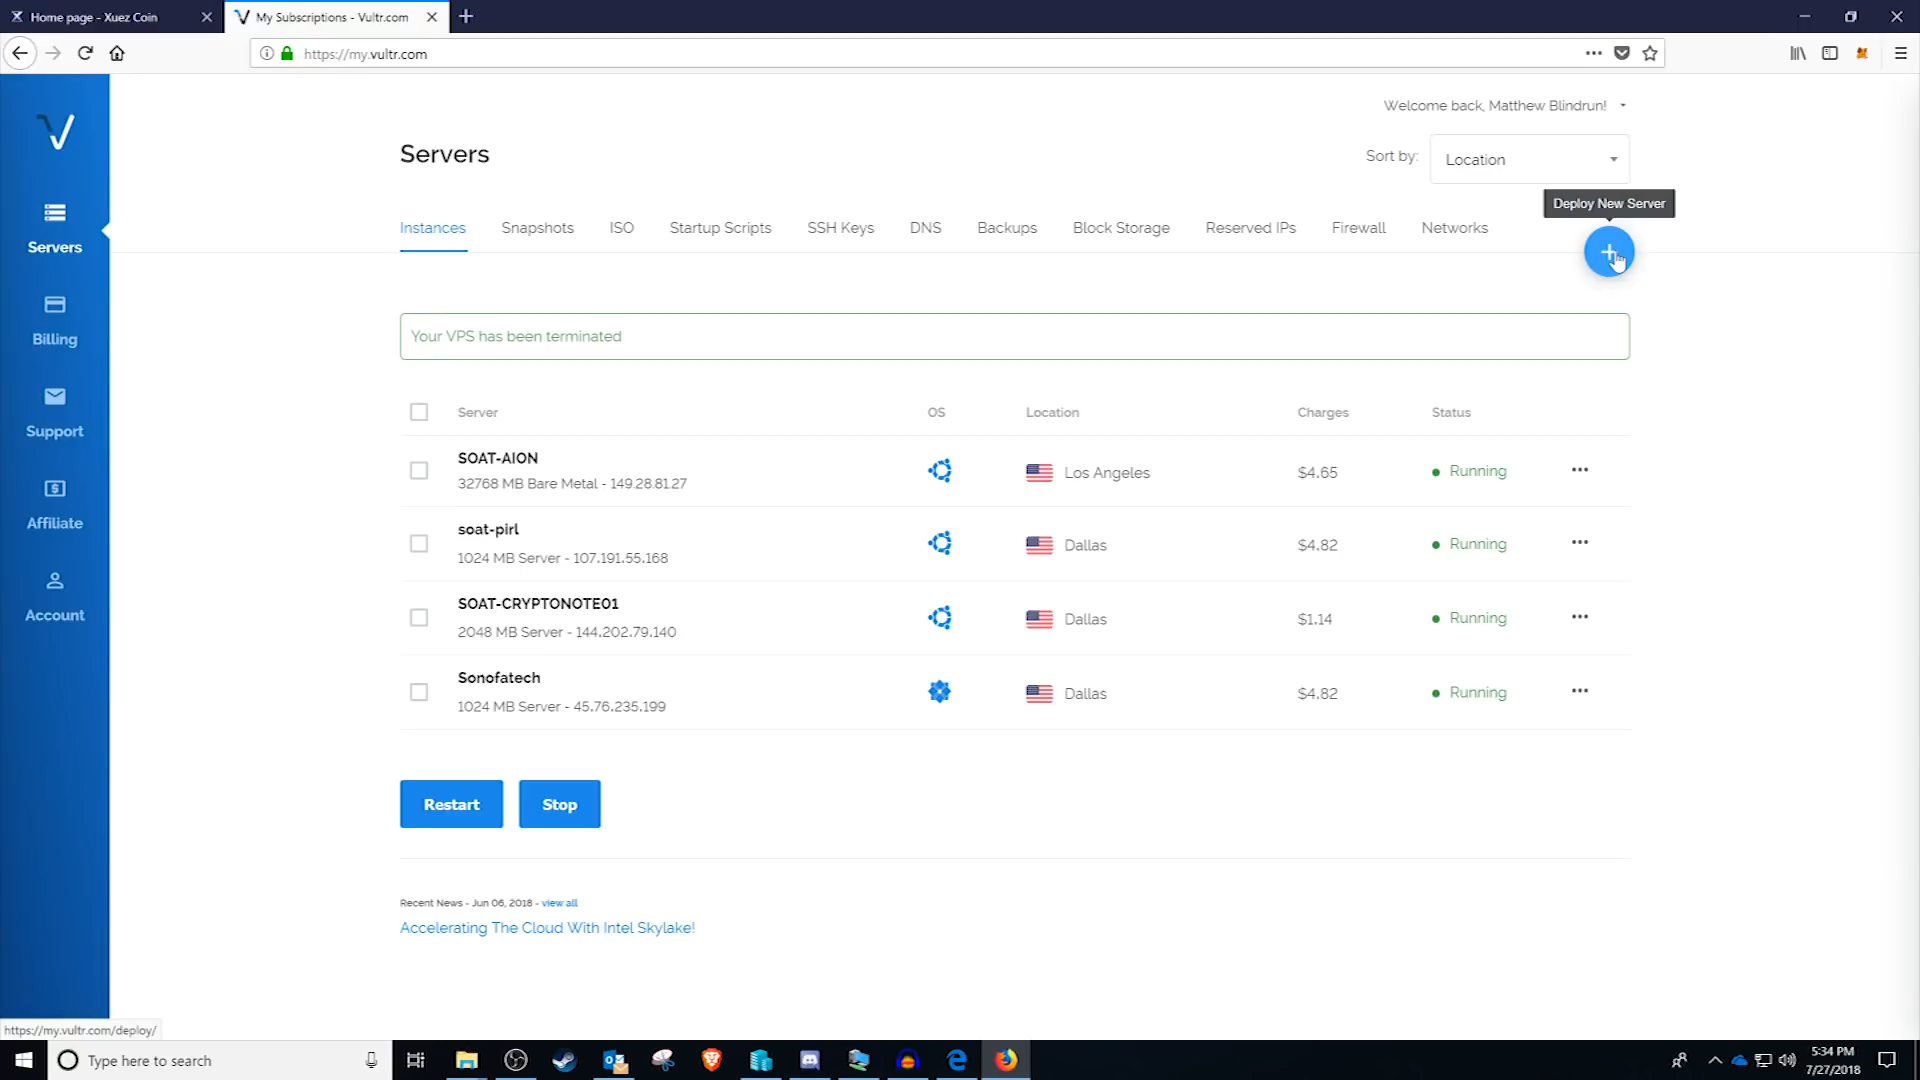 Home page - Xuez Coin
My Subscriptions - Vultr.com
https://my.vultr.com
Welcome back, Matthew Blindrun!
Servers
Sort by:
Location
Deploy New Server
Instances
Snapshots
ISO
Startup Scripts
SSH Keys
DNS
Backups
Block Storage
Reserved IPs
Firewall
Networks
Servers
Billing
Support
Affiliate
Account
Your VPS has been terminated
Server OS Location Charges Status
SOAT-AION
32768 MB Bare Metal - 149.28.81.27
Los Angeles
$4.65
Running
soat-pirl
1024 MB Server - 107.191.55.168
Dallas
$4.82
Running
SOAT-CRYPTONOTE01
2048 MB Server - 144.202.79.140
Dallas
$1.14
Running
Sonofatech
1024 MB Server - 45.76.235.199
Dallas
$4.82
Running
Restart
Stop
Recent News - Jun 06, 2018 - view all
Accelerating The Cloud With Intel Skylake!
https://my.vultr.com/deploy/
Type here to search
5:34 PM
7/27/2018